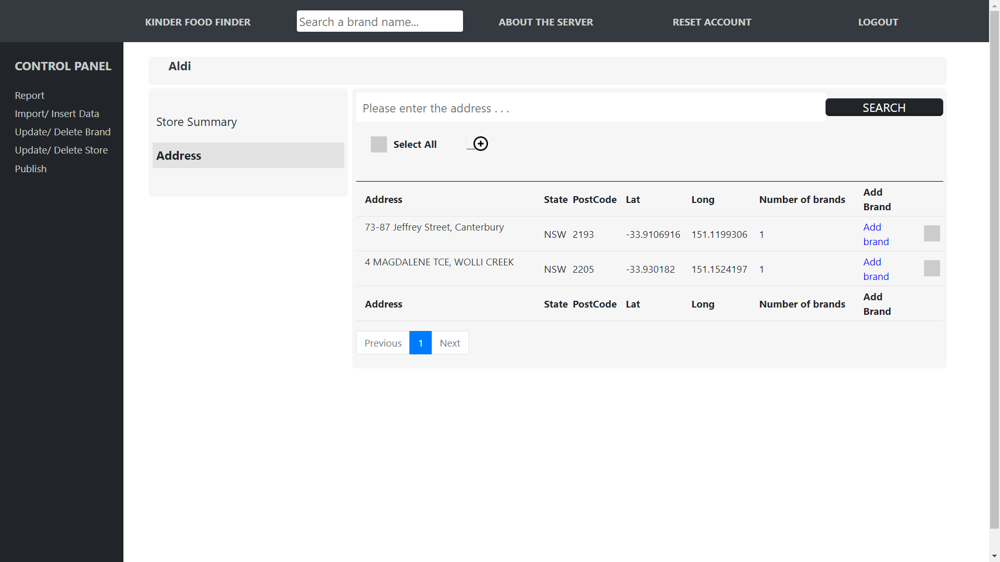 KINDER FOOD FINDER
Search a brand name...
ABOUT THE SERVER
RESET ACCOUNT
LOGOUT
CONTROL PANEL
Report
Import/ Insert Data
Update/ Delete Brand
Update/ Delete Store
Publish
Aldi
Store Summary
Address
Please enter the address . . .
SEARCH
Select All
Address State PostCode Lat Long Number of brands Add Brand
73-87 Jeffrey Street, Canterbury NSW 2193 -33.9106916 151.1199306 1 Add brand
4 MAGDALENE TCE, WOLLI CREEK NSW 2205 -33.930182 151.1524197 1 Add brand
Address State PostCode Lat Long Number of brands Add Brand
Previous 1 Next